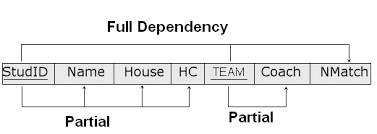 Full Dependency
StudID Name House HC TEAM Coach NMatch
Partial Partial